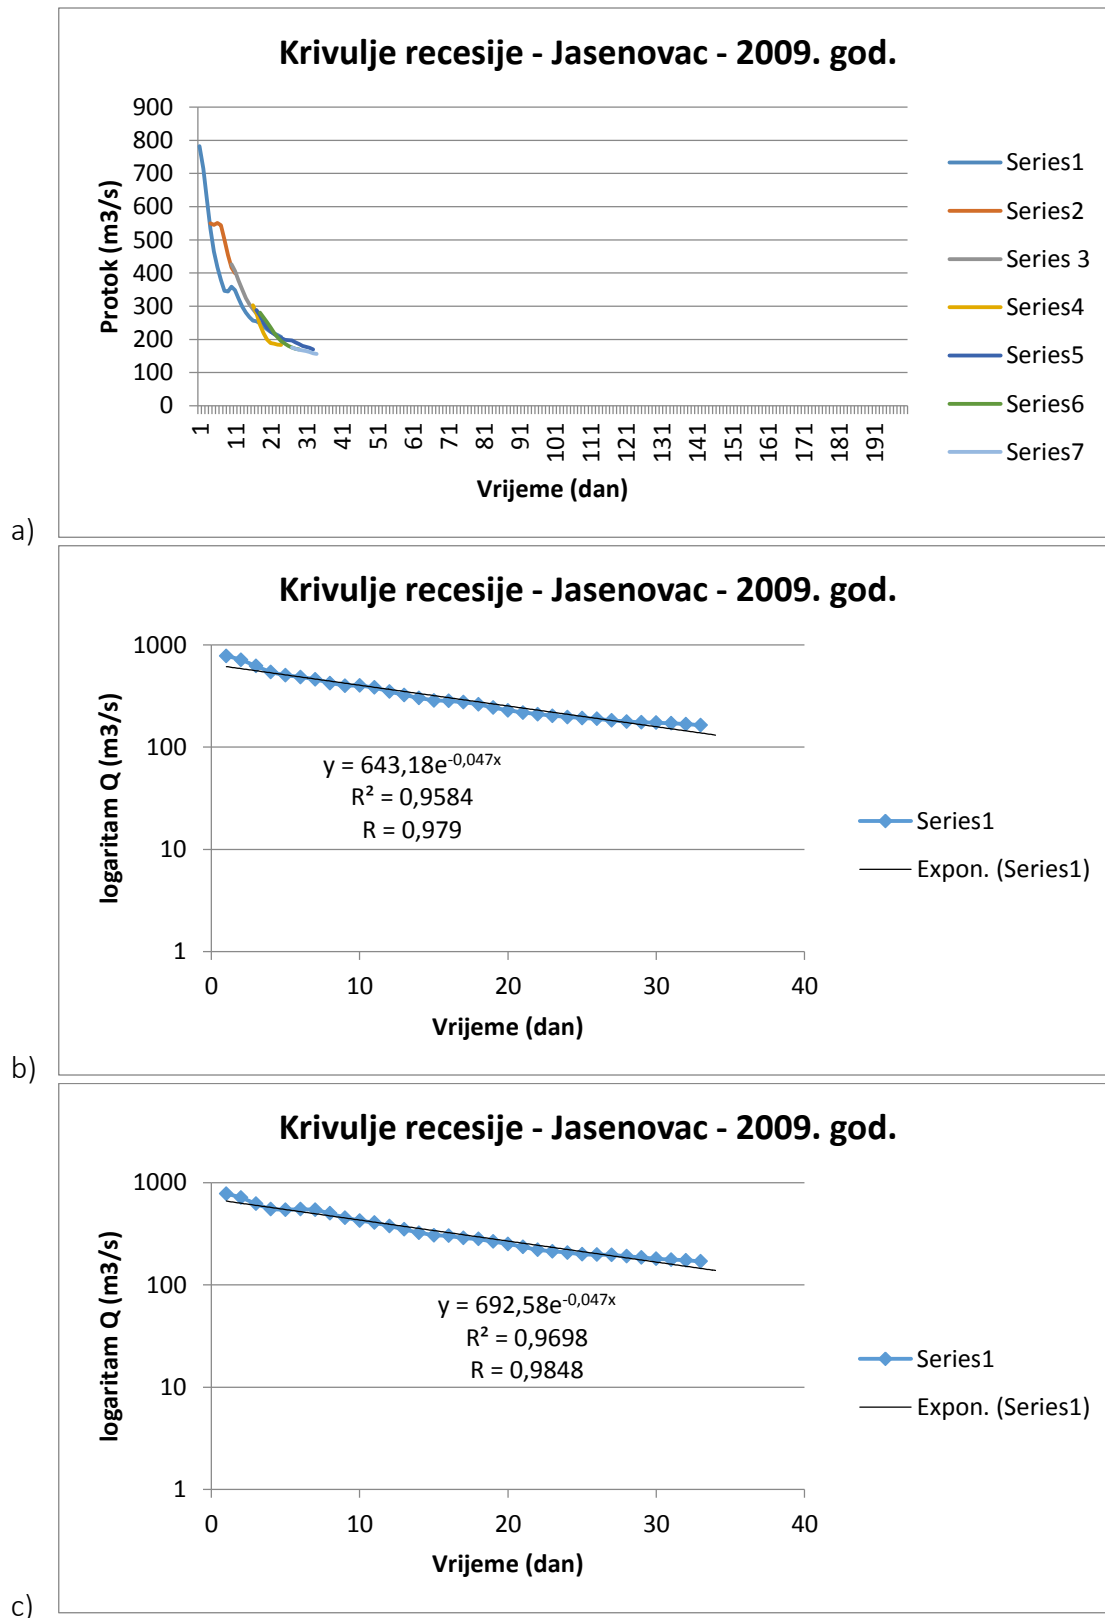 Krivulje recesije - Jasenovac - 2009. god.
900
800
700
600
500
400
300
200
100
0
Protok (m3/s)
1
11
21
31
41
51
61
71
81
91
101
111
121
131
141
151
161
171
181
191
Vrijeme (dan)
Series1
Series2
Series 3
Series4
Series5
Series6
Series7
a)
Krivulje recesije - Jasenovac - 2009. god.
1000
100
10
1
logaritam Q (m3/s)
y = 643,18e^-0,047x
R² = 0,9584
R = 0,979
0 10 20 30 40
Vrijeme (dan)
Series1
Expon. (Series1)
b)
Krivulje recesije - Jasenovac - 2009. god.
1000
100
10
1
logaritam Q (m3/s)
y = 692,58e^-0,047x
R² = 0,9698
R = 0,9848
0 10 20 30 40
Vrijeme (dan)
Series1
Expon. (Series1)
c)